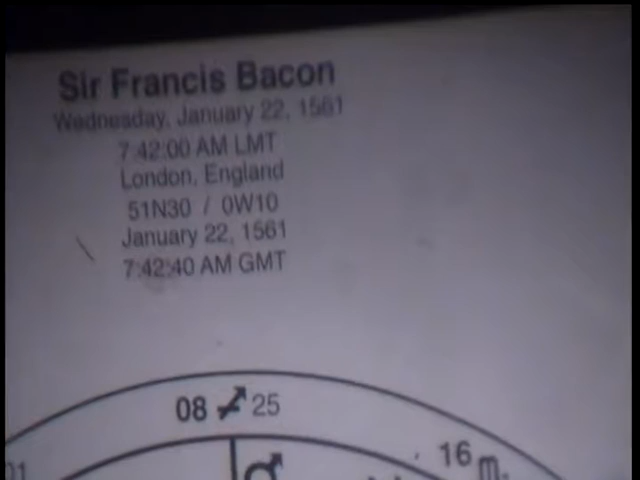 Sir Francis Bacon
Wednesday, January 22, 1561
7:42:00 AM LMT
London, England
51N30 / 0W10
January 22, 1561
7:42:40 AM GMT
08 ♐ 25
16 ♏
01